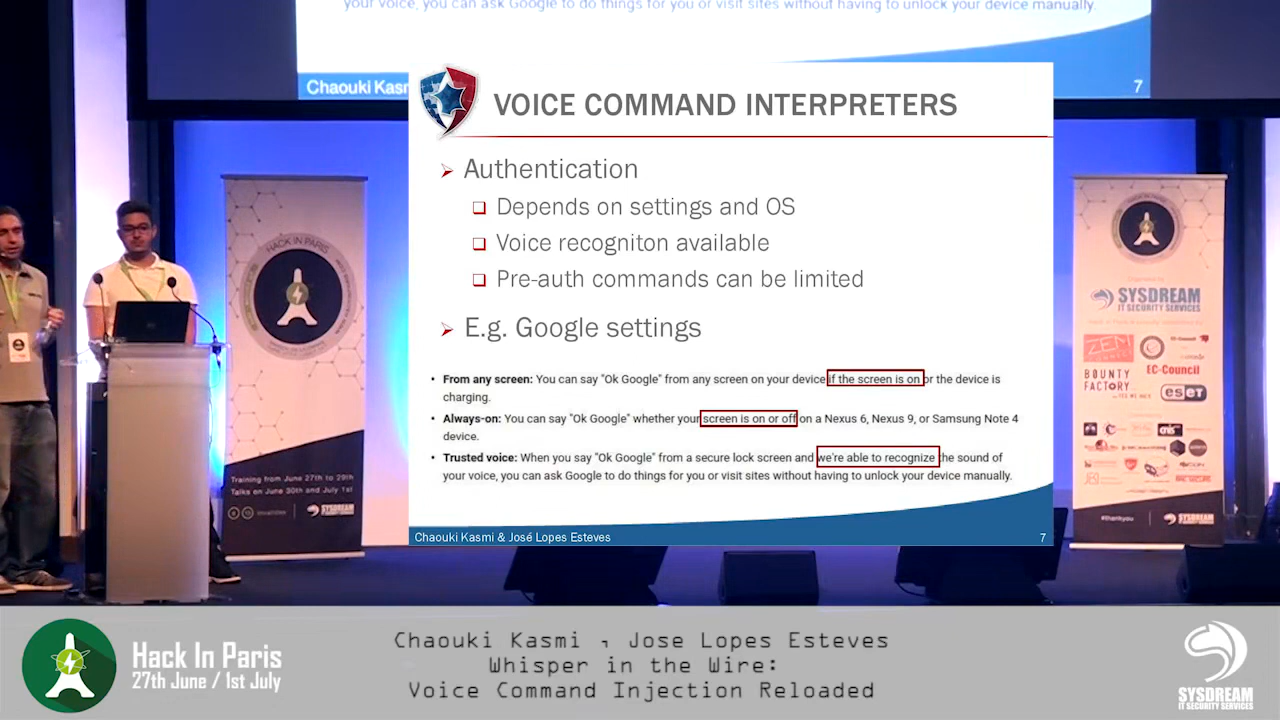 your voice, you can ask Google to do things for you or visit sites without having to unlock your device manually.
Chaouki Kasm
7
VOICE COMMAND INTERPRETERS
Authentication
Depends on settings and OS
Voice recogniton available
Pre-auth commands can be limited
E.g. Google settings
• From any screen: You can say "Ok Google" from any screen on your device if the screen is on or the device is
charging.
• Always-on: You can say "Ok Google" whether your screen is on or off on a Nexus 6, Nexus 9, or Samsung Note 4
device.
• Trusted voice: When you say "Ok Google" from a secure lock screen and we're able to recognize the sound of
your voice, you can ask Google to do things for you or visit sites without having to unlock your device manually.
Chaouki Kasmi & José Lopes Esteves
7
HACK IN PARIS
Training from June 27th to 29th
Talks on June 30th and July 1st
SYSDREAM
SYSDREAM
IT SECURITY SERVICES
ZEM
EC-Council
BOUNTY
FACTORY
EC-Council
eset
#thankyou
SYSDREAM
Hack In Paris
27th June / 1st July
Chaouki Kasmi , Jose Lopes Esteves
Whisper in the Wire:
Voice Command Injection Reloaded
SYSDREAM
IT SECURITY SERVICES